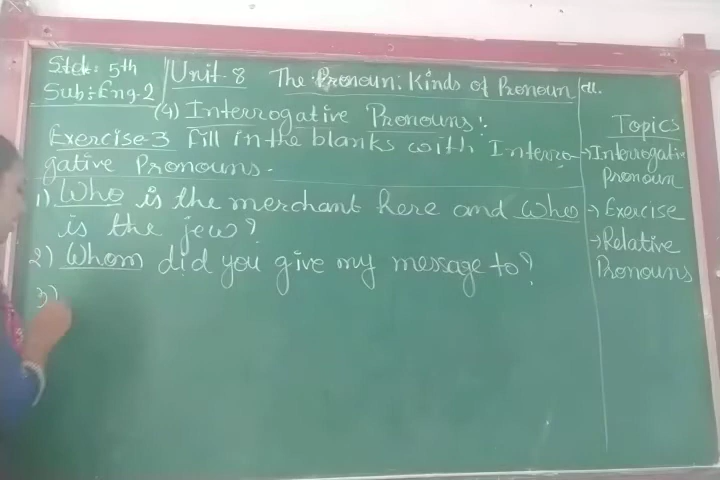 Std: 5th
Sub: Eng-2
Unit-8 The Pronoun: Kinds of Pronoun
(4) Interrogative Pronouns:
Exercise-3 Fill in the blanks with Interro-
gative Pronouns.
1) Who is the merchant here and who
is the jew?
2) Whom did you give my message to?
3)
Topics
→ Interrogative
Pronoun
→ Exercise
→ Relative
Pronouns